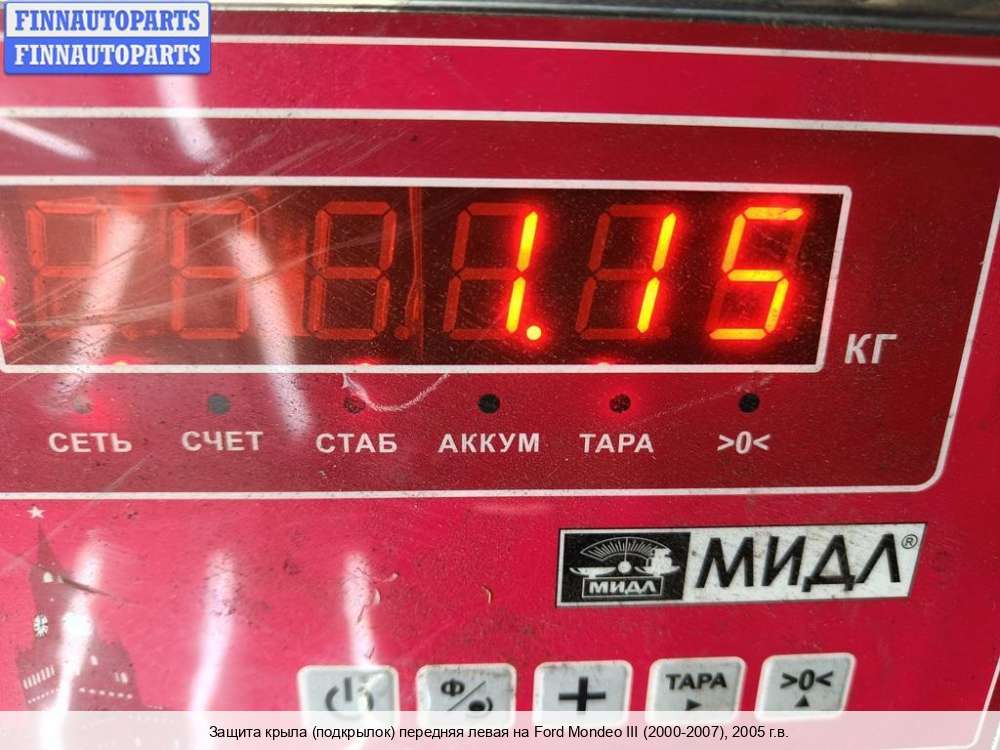 FINNAUTOPARTS
FINNAUTOPARTS
1.15
КГ
СЕТЬ СЧЕТ СТАБ АККУМ ТАРА >0<
МИДЛ МИДЛ®
Ф + ТАРА >0<
Защита крыла (подкрылок) передняя левая на Ford Mondeo III (2000-2007), 2005 г.в.